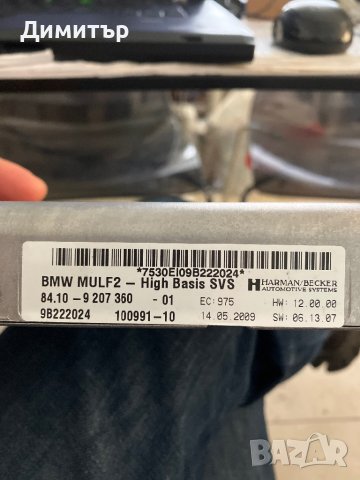 Димитър
*7530EI09B222024*
BMW MULF2 – High Basis SVS HARMAN/BECKER
AUTOMOTIVE SYSTEMS
84.10 – 9 207 360 - 01 EC: 975 HW: 12.00.00
9B222024 100991-10 14.05.2009 SW: 06.13.07
BAZAR